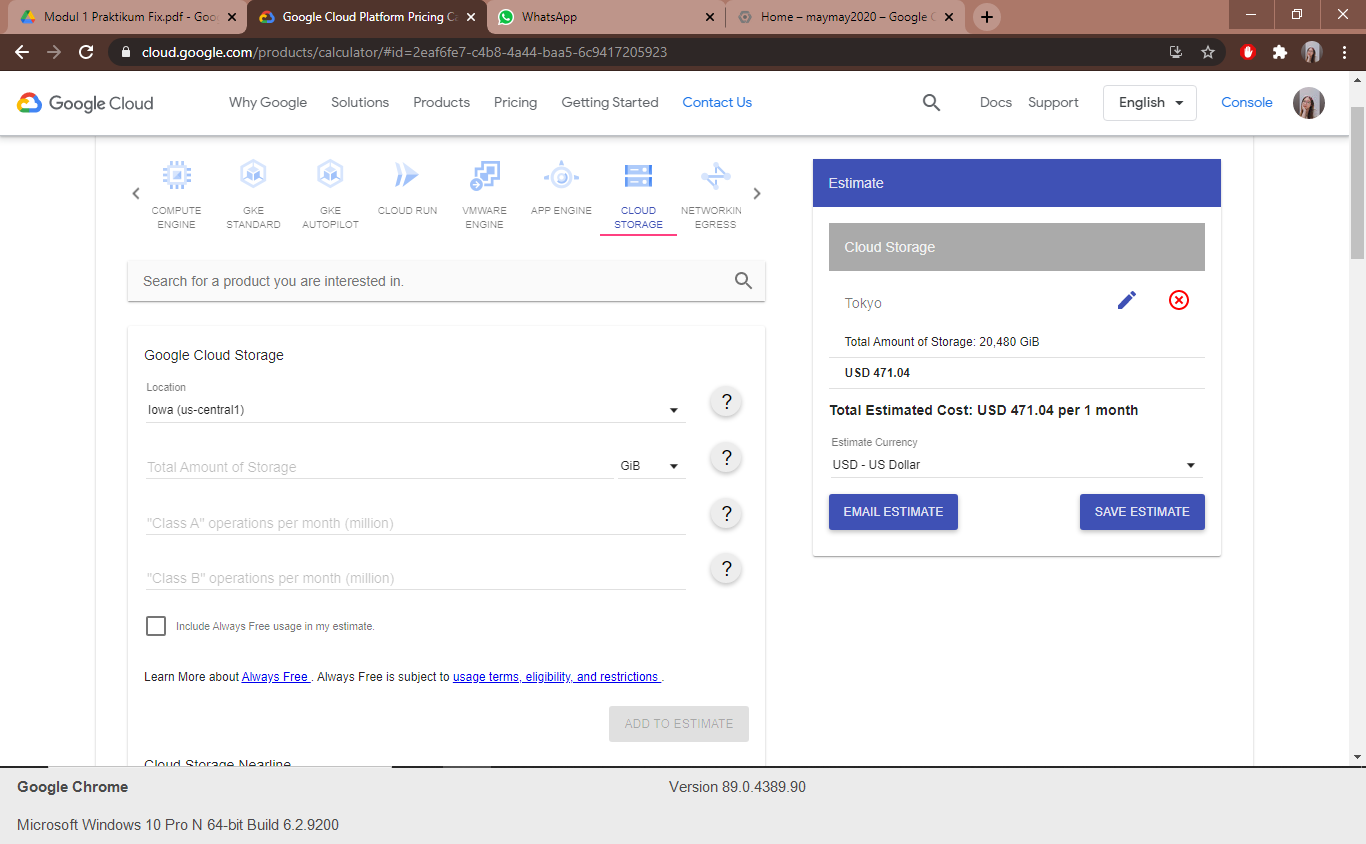 Modul 1 Praktikum Fix.pdf - Goo
Google Cloud Platform Pricing Ca
WhatsApp
Home – maymay2020 – Google C
cloud.google.com/products/calculator/#id=2eaf6fe7-c4b8-4a44-baa5-6c9417205923
Google Cloud
Why Google
Solutions
Products
Pricing
Getting Started
Contact Us
Docs
Support
English
Console
COMPUTE
ENGINE
GKE
STANDARD
GKE
AUTOPILOT
CLOUD RUN
VMWARE
ENGINE
APP ENGINE
CLOUD
STORAGE
NETWORKIN
EGRESS
Search for a product you are interested in.
Google Cloud Storage
Location
Iowa (us-central1)
?
Total Amount of Storage
GiB
?
"Class A" operations per month (million)
?
"Class B" operations per month (million)
?
Include Always Free usage in my estimate.
Learn More about Always Free . Always Free is subject to usage terms, eligibility, and restrictions .
ADD TO ESTIMATE
Cloud Storage Nearline
Estimate
Cloud Storage
Tokyo
Total Amount of Storage: 20,480 GiB
USD 471.04
Total Estimated Cost: USD 471.04 per 1 month
Estimate Currency
USD - US Dollar
EMAIL ESTIMATE
SAVE ESTIMATE
Google Chrome
Version 89.0.4389.90
Microsoft Windows 10 Pro N 64-bit Build 6.2.9200